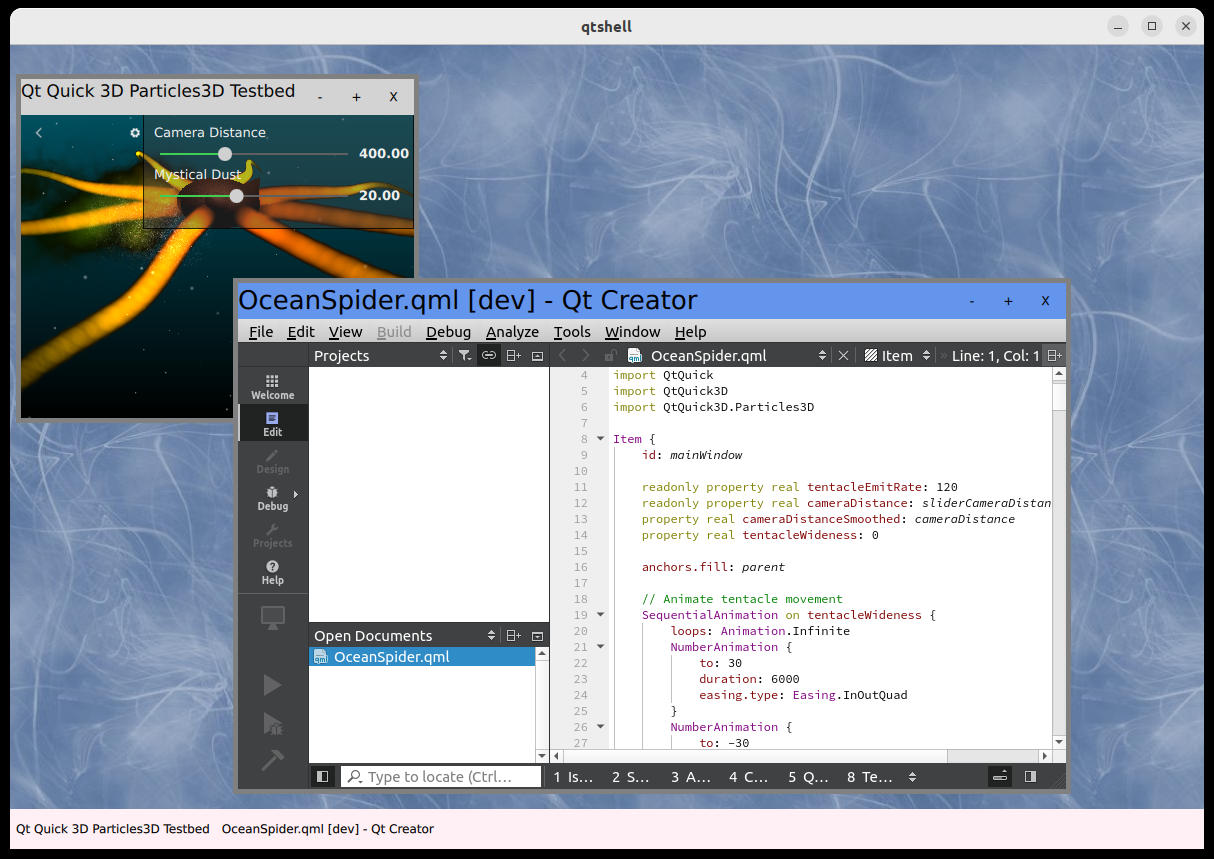 qtshell
Qt Quick 3D Particles3D Testbed - + X
Camera Distance
400.00
Mystical Dust
20.00
OceanSpider.qml [dev] - Qt Creator - + X
File Edit View Build Debug Analyze Tools Window Help
Projects
OceanSpider.qml
Item
Line: 1, Col: 1
Welcome
Edit
Design
Debug
Projects
Help
4 import QtQuick
5 import QtQuick3D
6 import QtQuick3D.Particles3D
7
8 Item {
9 id: mainWindow
10
11 readonly property real tentacleEmitRate: 120
12 readonly property real cameraDistance: sliderCameraDistan
13 property real cameraDistanceSmoothed: cameraDistance
14 property real tentacleWideness: 0
15
16 anchors.fill: parent
17
18 // Animate tentacle movement
19 SequentialAnimation on tentacleWideness {
20 loops: Animation.Infinite
21 NumberAnimation {
22 to: 30
23 duration: 6000
24 easing.type: Easing.InOutQuad
25 }
26 NumberAnimation {
27 to: -30
Open Documents
OceanSpider.qml
Type to locate (Ctrl...
1 Is... 2 S... 3 A... 4 C... 5 Q... 8 Te...
Qt Quick 3D Particles3D Testbed OceanSpider.qml [dev] - Qt Creator